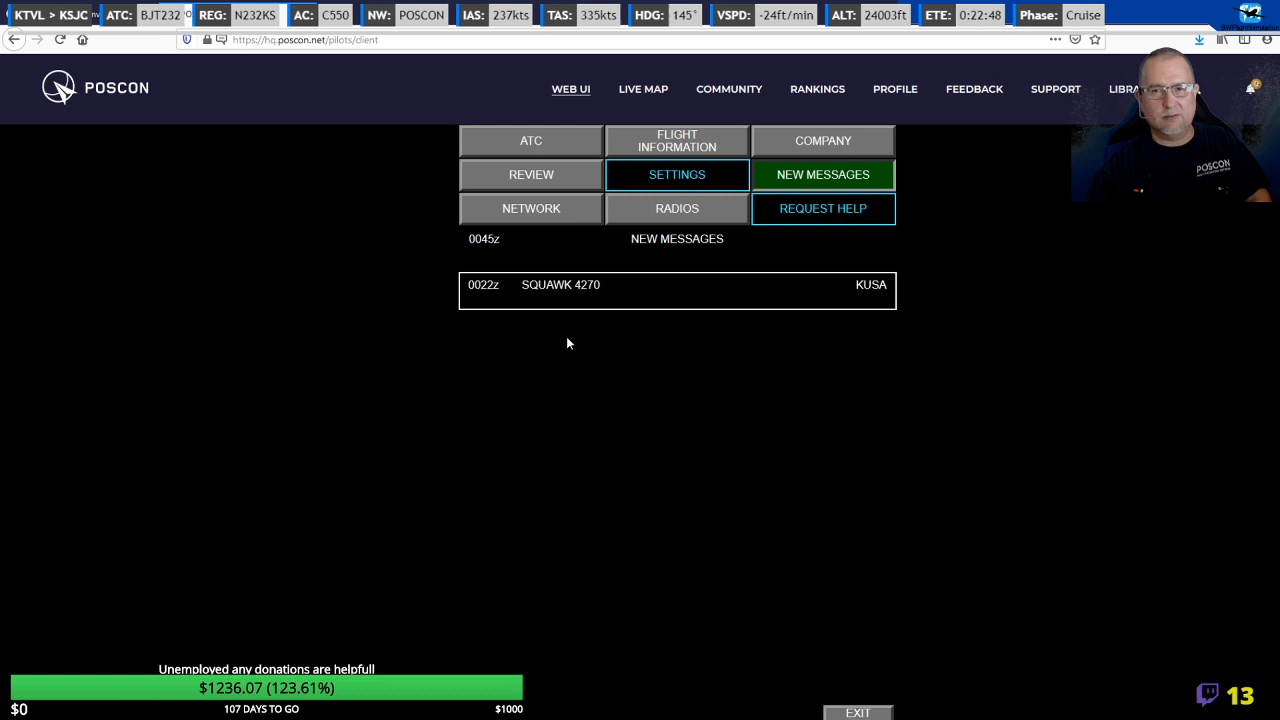 KTVL > KSJC ATC: BJT232 REG: N232KS AC: C550 NW: POSCON IAS: 237kts TAS: 335kts HDG: 145° VSPD: -24ft/min ALT: 24003ft ETE: 0:22:48 Phase: Cruise
https://hq.poscon.net/pilots/client
POSCON WEB UI LIVE MAP COMMUNITY RANKINGS PROFILE FEEDBACK SUPPORT LIBRA
ATC FLIGHT INFORMATION COMPANY
REVIEW SETTINGS NEW MESSAGES
NETWORK RADIOS REQUEST HELP
0045z NEW MESSAGES
0022z SQUAWK 4270 KUSA
POSCON
Unemployed any donations are helpfull
$1236.07 (123.61%)
$0 107 DAYS TO GO $1000
EXIT
13